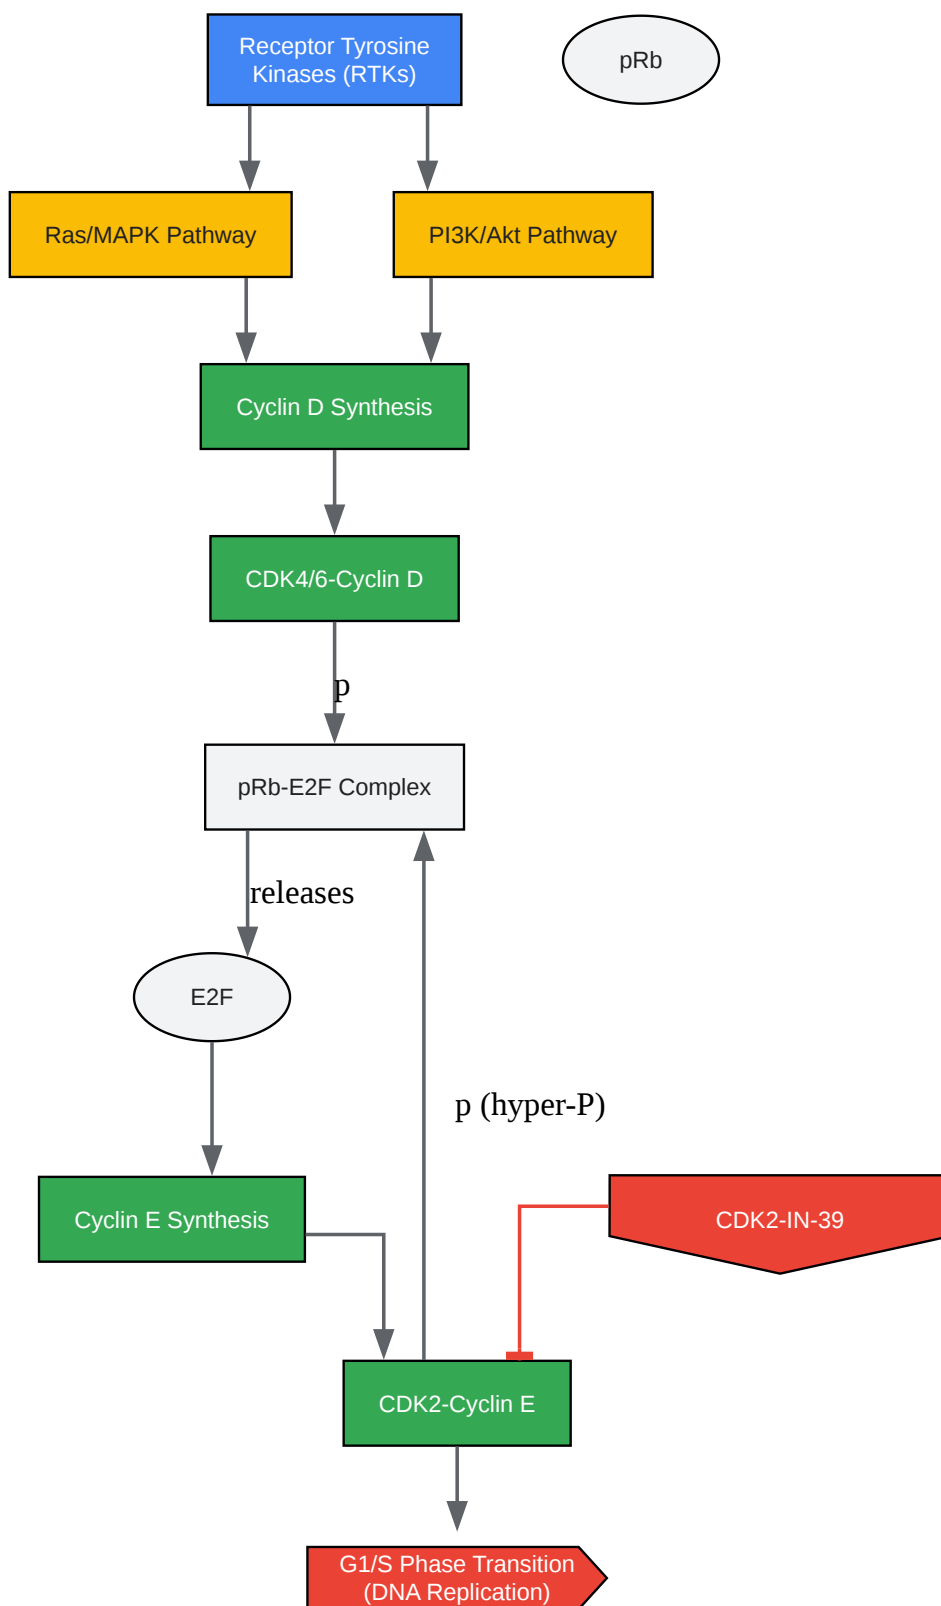 Receptor Tyrosine
Kinases (RTKs)
pRb
Ras/MAPK Pathway
PI3K/Akt Pathway
Cyclin D Synthesis
CDK4/6-Cyclin D
p
pRb-E2F Complex
releases
E2F
p (hyper-P)
Cyclin E Synthesis
CDK2-IN-39
CDK2-Cyclin E
G1/S Phase Transition
(DNA Replication)